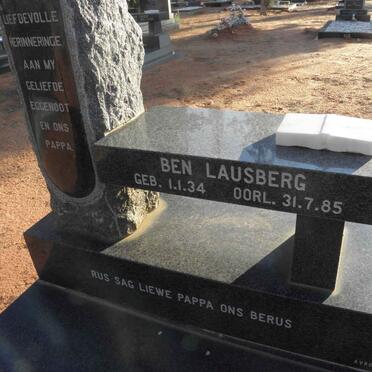 LIEFDEVOLLE
HERINNERINGE
AAN MY
GELIEFDE
EGGENOOT
EN ONS
PAPPA
BEN LAUSBERG
GEB. 1.1.34 OORL. 31.7.85
RUS SAG LIEWE PAPPA ONS BERUS